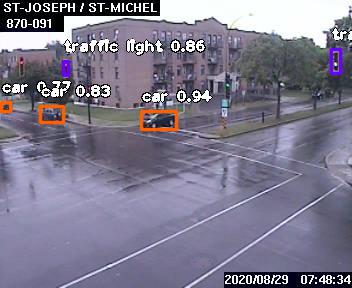 ST-JOSEPH / ST-MICHEL
870-091
traffic light 0.86
tra
car 0.77
car 0.83
car 0.94
2020/08/29 07:48:34